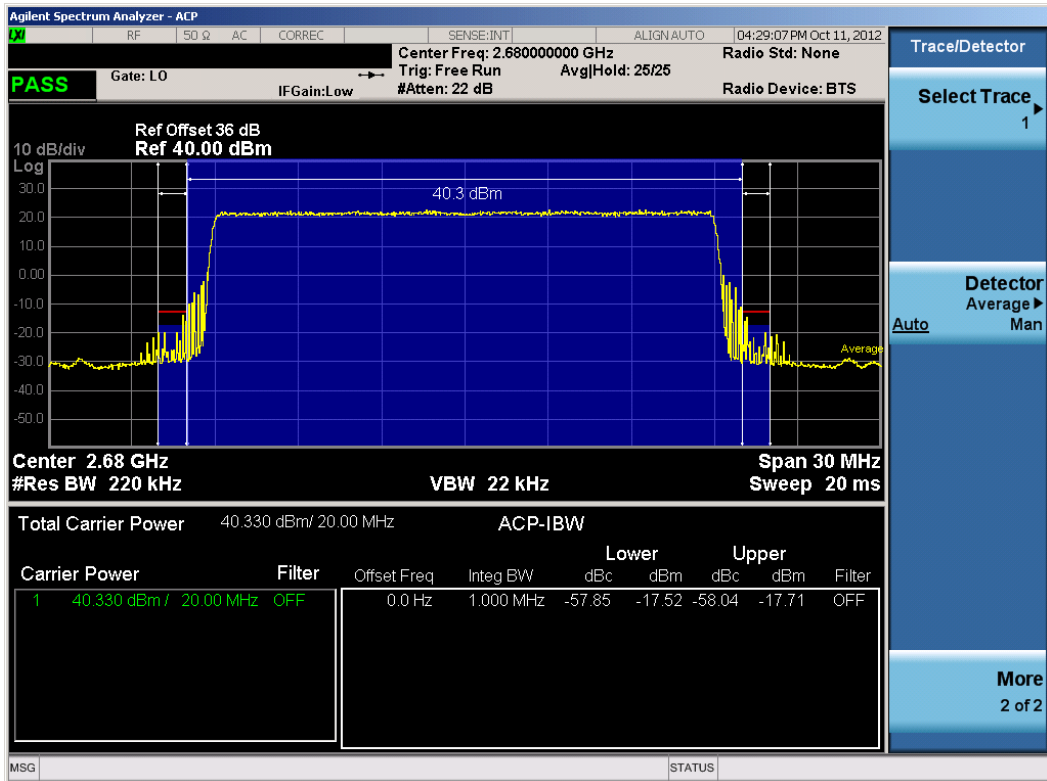 Agilent Spectrum Analyzer - ACP
LXI RF 50 Ω AC CORREC SENSE:INT ALIGN AUTO 04:29:07 PM Oct 11, 2012
Center Freq: 2.680000000 GHz Radio Std: None
PASS Gate: LO Trig: Free Run Avg|Hold: 25/25
IFGain:Low #Atten: 22 dB Radio Device: BTS
Ref Offset 36 dB
10 dB/div Ref 40.00 dBm
Log
30.0
40.3 dBm
20.0
10.0
0.00
-10.0
-20.0
-30.0
Average
-40.0
-50.0
Center 2.68 GHz Span 30 MHz
#Res BW 220 kHz VBW 22 kHz Sweep 20 ms
Total Carrier Power 40.330 dBm/ 20.00 MHz ACP-IBW
Lower Upper
Carrier Power Filter Offset Freq Integ BW dBc dBm dBc dBm Filter
1 40.330 dBm / 20.00 MHz OFF 0.0 Hz 1.000 MHz -57.85 -17.52 -58.04 -17.71 OFF
MSG STATUS
Trace/Detector
Select Trace
1
Detector
Average
Auto Man
More
2 of 2